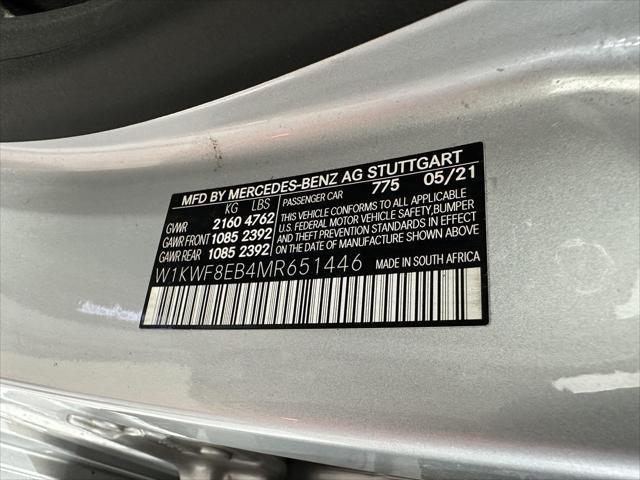 MFD BY MERCEDES-BENZ AG STUTTGART
KG LBS
PASSENGER CAR 775 05/21
GVWR 2160 4762
GAWR FRONT 1085 2392
GAWR REAR 1085 2392
THIS VEHICLE CONFORMS TO ALL APPLICABLE
U.S. FEDERAL MOTOR VEHICLE SAFETY, BUMPER
AND THEFT PREVENTION STANDARDS IN EFFECT
ON THE DATE OF MANUFACTURE SHOWN ABOVE.
W1KWF8EB4MR651446
MADE IN SOUTH AFRICA